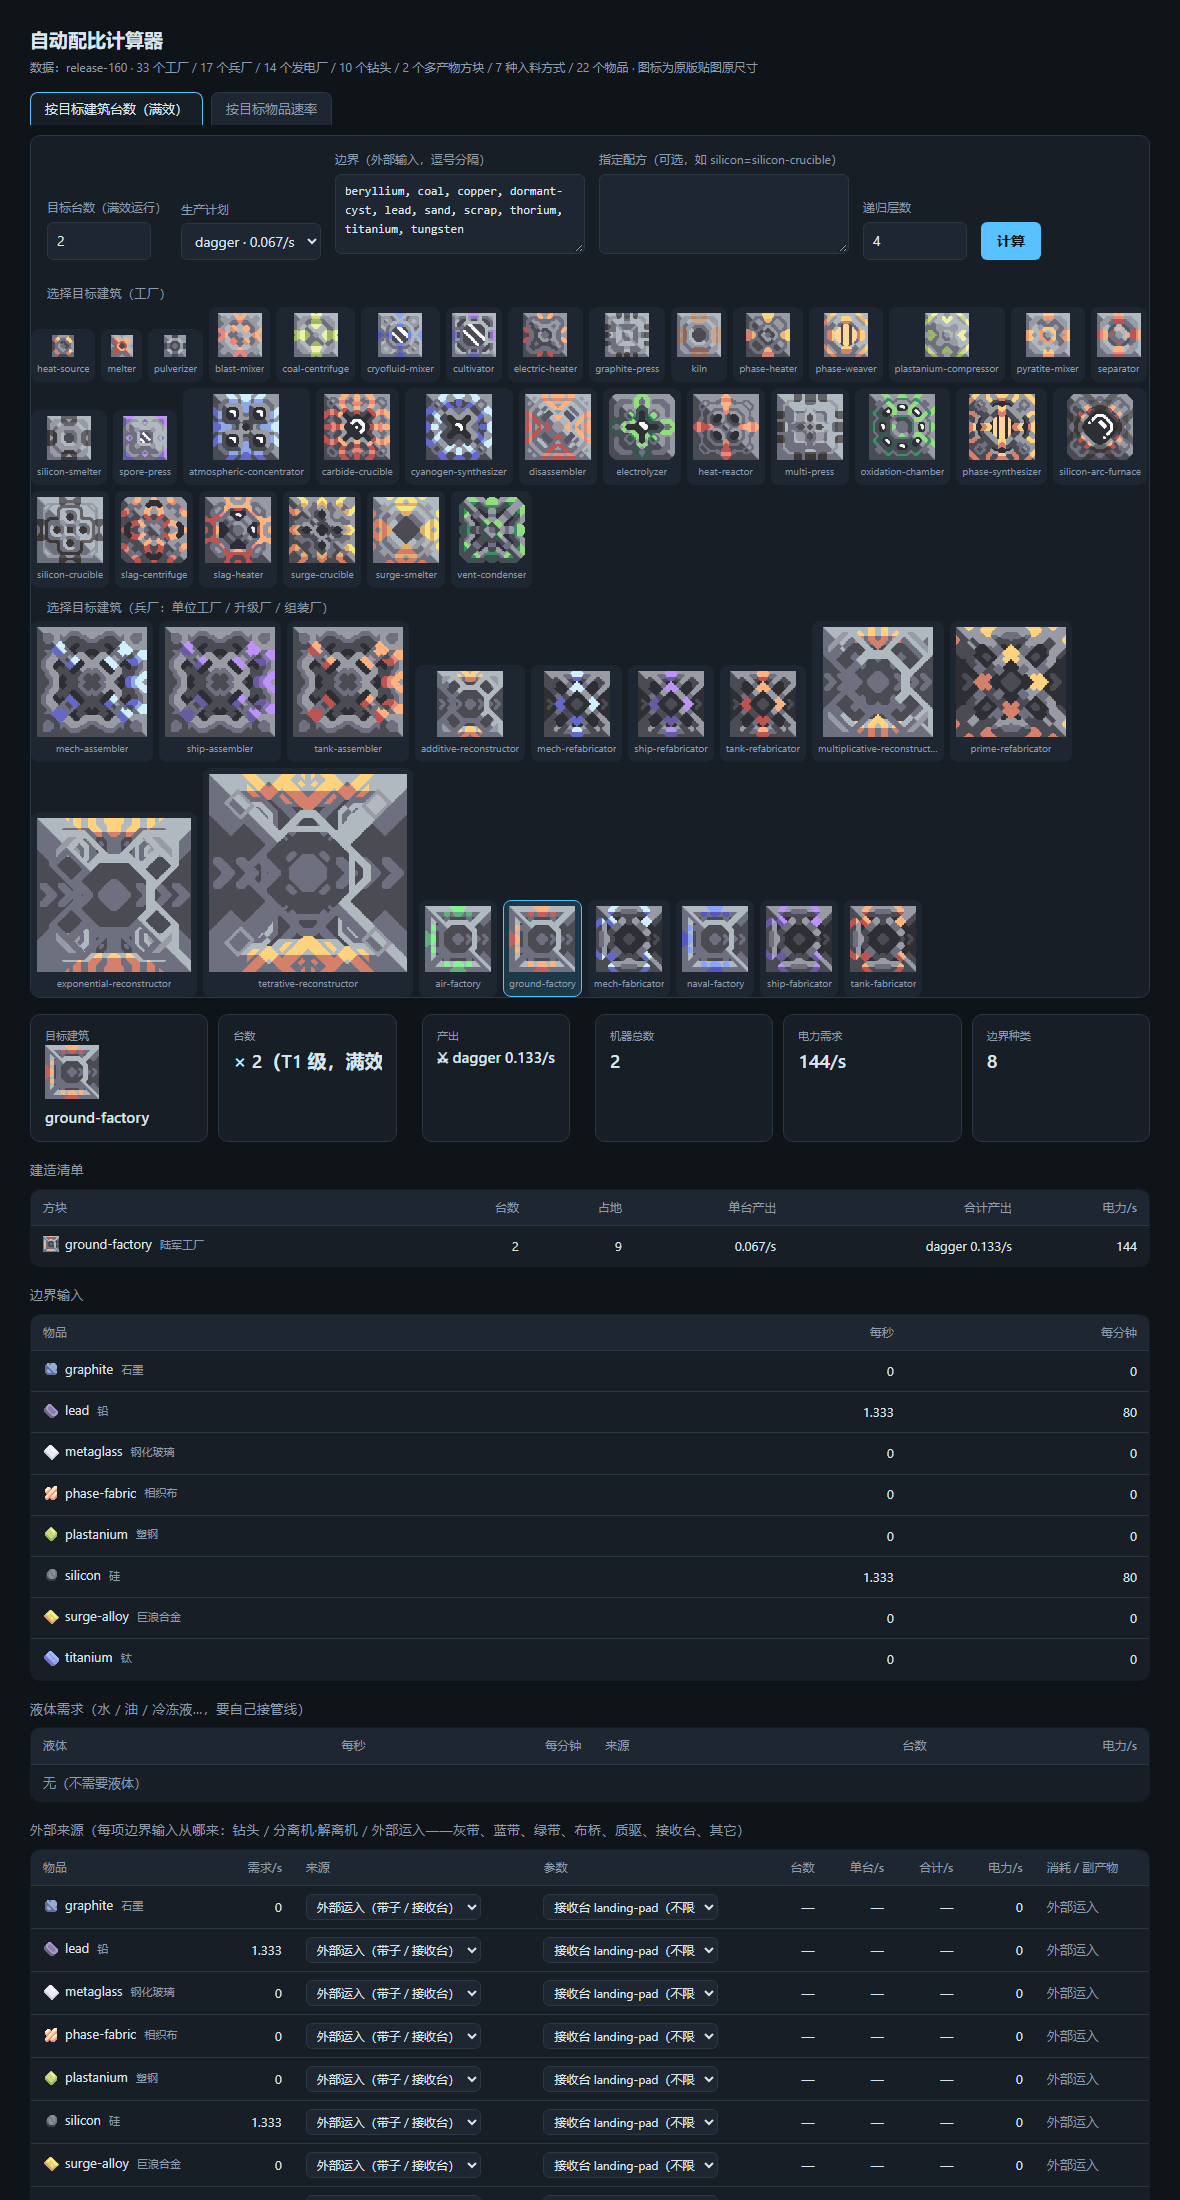 自动配比计算器
数据：release-160 · 33 个工厂 / 17 个兵厂 / 14 个发电厂 / 10 个钻头 / 2 个多产物方块 / 7 种入料方式 / 22 个物品 · 图标为原版贴图原尺寸
按目标建筑台数（满效） 按目标物品速率
目标台数（满效运行） 生产计划 边界（外部输入，逗号分隔） 指定配方（可选，如 silicon=silicon-crucible） 递归层数
2 dagger · 0.067/s beryllium, coal, copper, dormant-
cyst, lead, sand, scrap, thorium,
titanium, tungsten
4 计算
选择目标建筑（工厂）
heat-source melter pulverizer blast-mixer coal-centrifuge cryofluid-mixer cultivator electric-heater graphite-press kiln phase-heater phase-weaver plastanium-compressor pyratite-mixer separator
silicon-smelter spore-press atmospheric-concentrator carbide-crucible cyanogen-synthesizer disassembler electrolyzer heat-reactor multi-press oxidation-chamber phase-synthesizer silicon-arc-furnace
silicon-crucible slag-centrifuge slag-heater surge-crucible surge-smelter vent-condenser
选择目标建筑（兵厂：单位工厂 / 升级厂 / 组装厂）
mech-assembler ship-assembler tank-assembler additive-reconstructor mech-refabricator ship-refabricator tank-refabricator multiplicative-reconstruct... prime-refabricator
exponential-reconstructor tetrative-reconstructor air-factory ground-factory mech-fabricator naval-factory ship-fabricator tank-fabricator
目标建筑 台数 产出 机器总数 电力需求 边界种类
ground-factory × 2（T1 级，满效 dagger 0.133/s 2 144/s 8
建造清单
方块 台数 占地 单台产出 合计产出 电力/s
ground-factory 陆军工厂 2 9 0.067/s dagger 0.133/s 144
边界输入
物品 每秒 每分钟
graphite 石墨 0 0
lead 铅 1.333 80
metaglass 钢化玻璃 0 0
phase-fabric 相织布 0 0
plastanium 塑钢 0 0
silicon 硅 1.333 80
surge-alloy 巨浪合金 0 0
titanium 钛 0 0
液体需求（水 / 油 / 冷冻液…，要自己接管线）
液体 每秒 每分钟 来源 台数 电力/s
无（不需要液体）
外部来源（每项边界输入从哪来：钻头 / 分离机·解离机 / 外部运入——灰带、蓝带、绿带、布桥、质驱、接收台、其它）
物品 需求/s 来源 参数 台数 单台/s 合计/s 电力/s 消耗 / 副产物
graphite 石墨 0 外部运入（带子 / 接收台） 接收台 landing-pad（不限 — — — 0 外部运入
lead 铅 1.333 外部运入（带子 / 接收台） 接收台 landing-pad（不限 — — — 0 外部运入
metaglass 钢化玻璃 0 外部运入（带子 / 接收台） 接收台 landing-pad（不限 — — — 0 外部运入
phase-fabric 相织布 0 外部运入（带子 / 接收台） 接收台 landing-pad（不限 — — — 0 外部运入
plastanium 塑钢 0 外部运入（带子 / 接收台） 接收台 landing-pad（不限 — — — 0 外部运入
silicon 硅 1.333 外部运入（带子 / 接收台） 接收台 landing-pad（不限 — — — 0 外部运入
surge-alloy 巨浪合金 0 外部运入（带子 / 接收台） 接收台 landing-pad（不限 — — — 0 外部运入